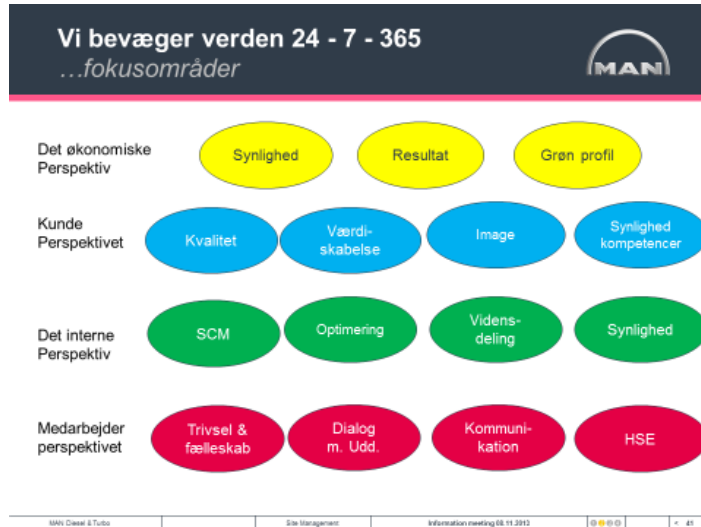 Vi bevæger verden 24 - 7 - 365
...fokusområder
MAN
Det økonomiske
Perspektiv
Synlighed
Resultat
Grøn profil
Kunde
Perspektivet
Kvalitet
Værdi-
skabelse
Image
Synlighed
kompetencer
Det interne
Perspektiv
SCM
Optimering
Videns-
deling
Synlighed
Medarbejder
perspektivet
Trivsel &
fælleskab
Dialog
m. Udd.
Kommuni-
kation
HSE
MAN Diesel & Turbo
Site Management
Information meeting 08.11.2013
< 41